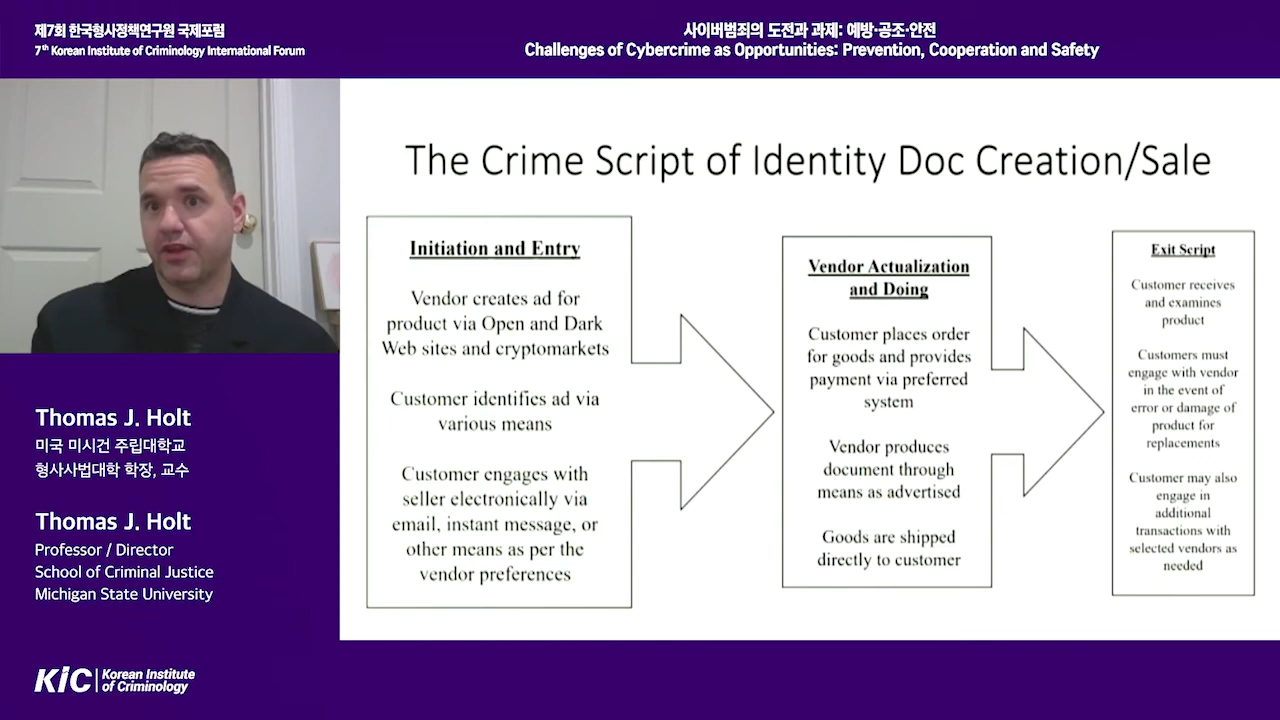 제7회 한국형사정책연구원 국제포럼
7th Korean Institute of Criminology International Forum
사이버범죄의 도전과 과제: 예방·공조·안전
Challenges of Cybercrime as Opportunities: Prevention, Cooperation and Safety
The Crime Script of Identity Doc Creation/Sale
Initiation and Entry
Vendor creates ad for
product via Open and Dark
Web sites and cryptomarkets
Customer identifies ad via
various means
Customer engages with
seller electronically via
email, instant message, or
other means as per the
vendor preferences
Vendor Actualization
and Doing
Customer places order
for goods and provides
payment via preferred
system
Vendor produces
document through
means as advertised
Goods are shipped
directly to customer
Exit Script
Customer receives
and examines
product
Customers must
engage with vendor
in the event of
error or damage of
product for
replacements
Customer may also
engage in
additional
transactions with
selected vendors as
needed
Thomas J. Holt
미국 미시건 주립대학교
형사사법대학 학장, 교수
Thomas J. Holt
Professor / Director
School of Criminal Justice
Michigan State University
KiC Korean Institute
of Criminology